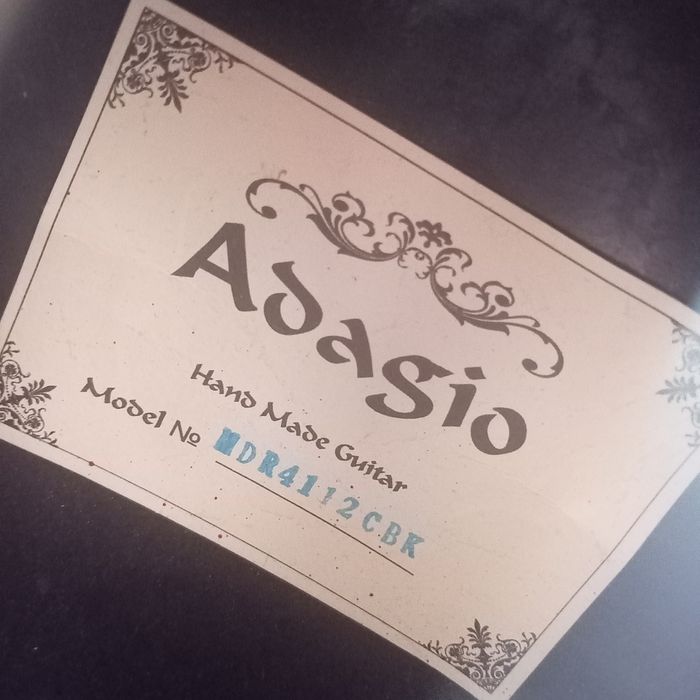 Adagio
Hand Made Guitar
Model № MDR4112CBK